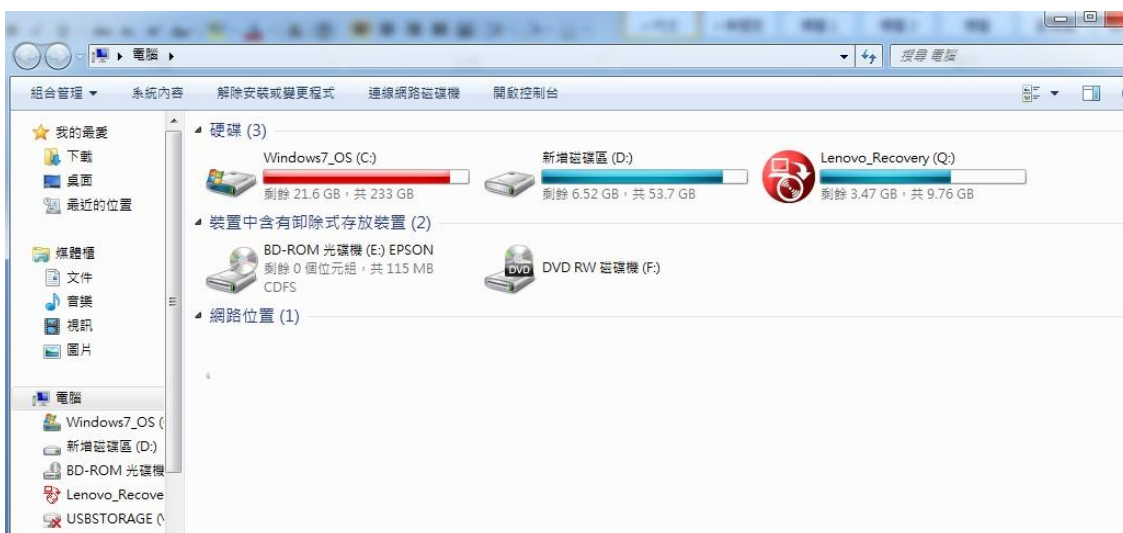 電腦
搜尋 電腦
組合管理 系統內容 解除安裝或變更程式 連線網路磁碟機 開啟控制台
我的最愛
下載
桌面
最近的位置
媒體櫃
文件
音樂
視訊
圖片
電腦
Windows7_OS (
新增磁碟區 (D:)
BD-ROM 光碟機
Lenovo_Recove
USBSTORAGE (\
硬碟 (3)
Windows7_OS (C:)
剩餘 21.6 GB,共 233 GB
新增磁碟區 (D:)
剩餘 6.52 GB,共 53.7 GB
Lenovo_Recovery (Q:)
剩餘 3.47 GB,共 9.76 GB
裝置中含有卸除式存放裝置 (2)
BD-ROM 光碟機 (E:) EPSON
剩餘 0 個位元組,共 115 MB
CDFS
DVD
DVD RW 磁碟機 (F:)
網路位置 (1)